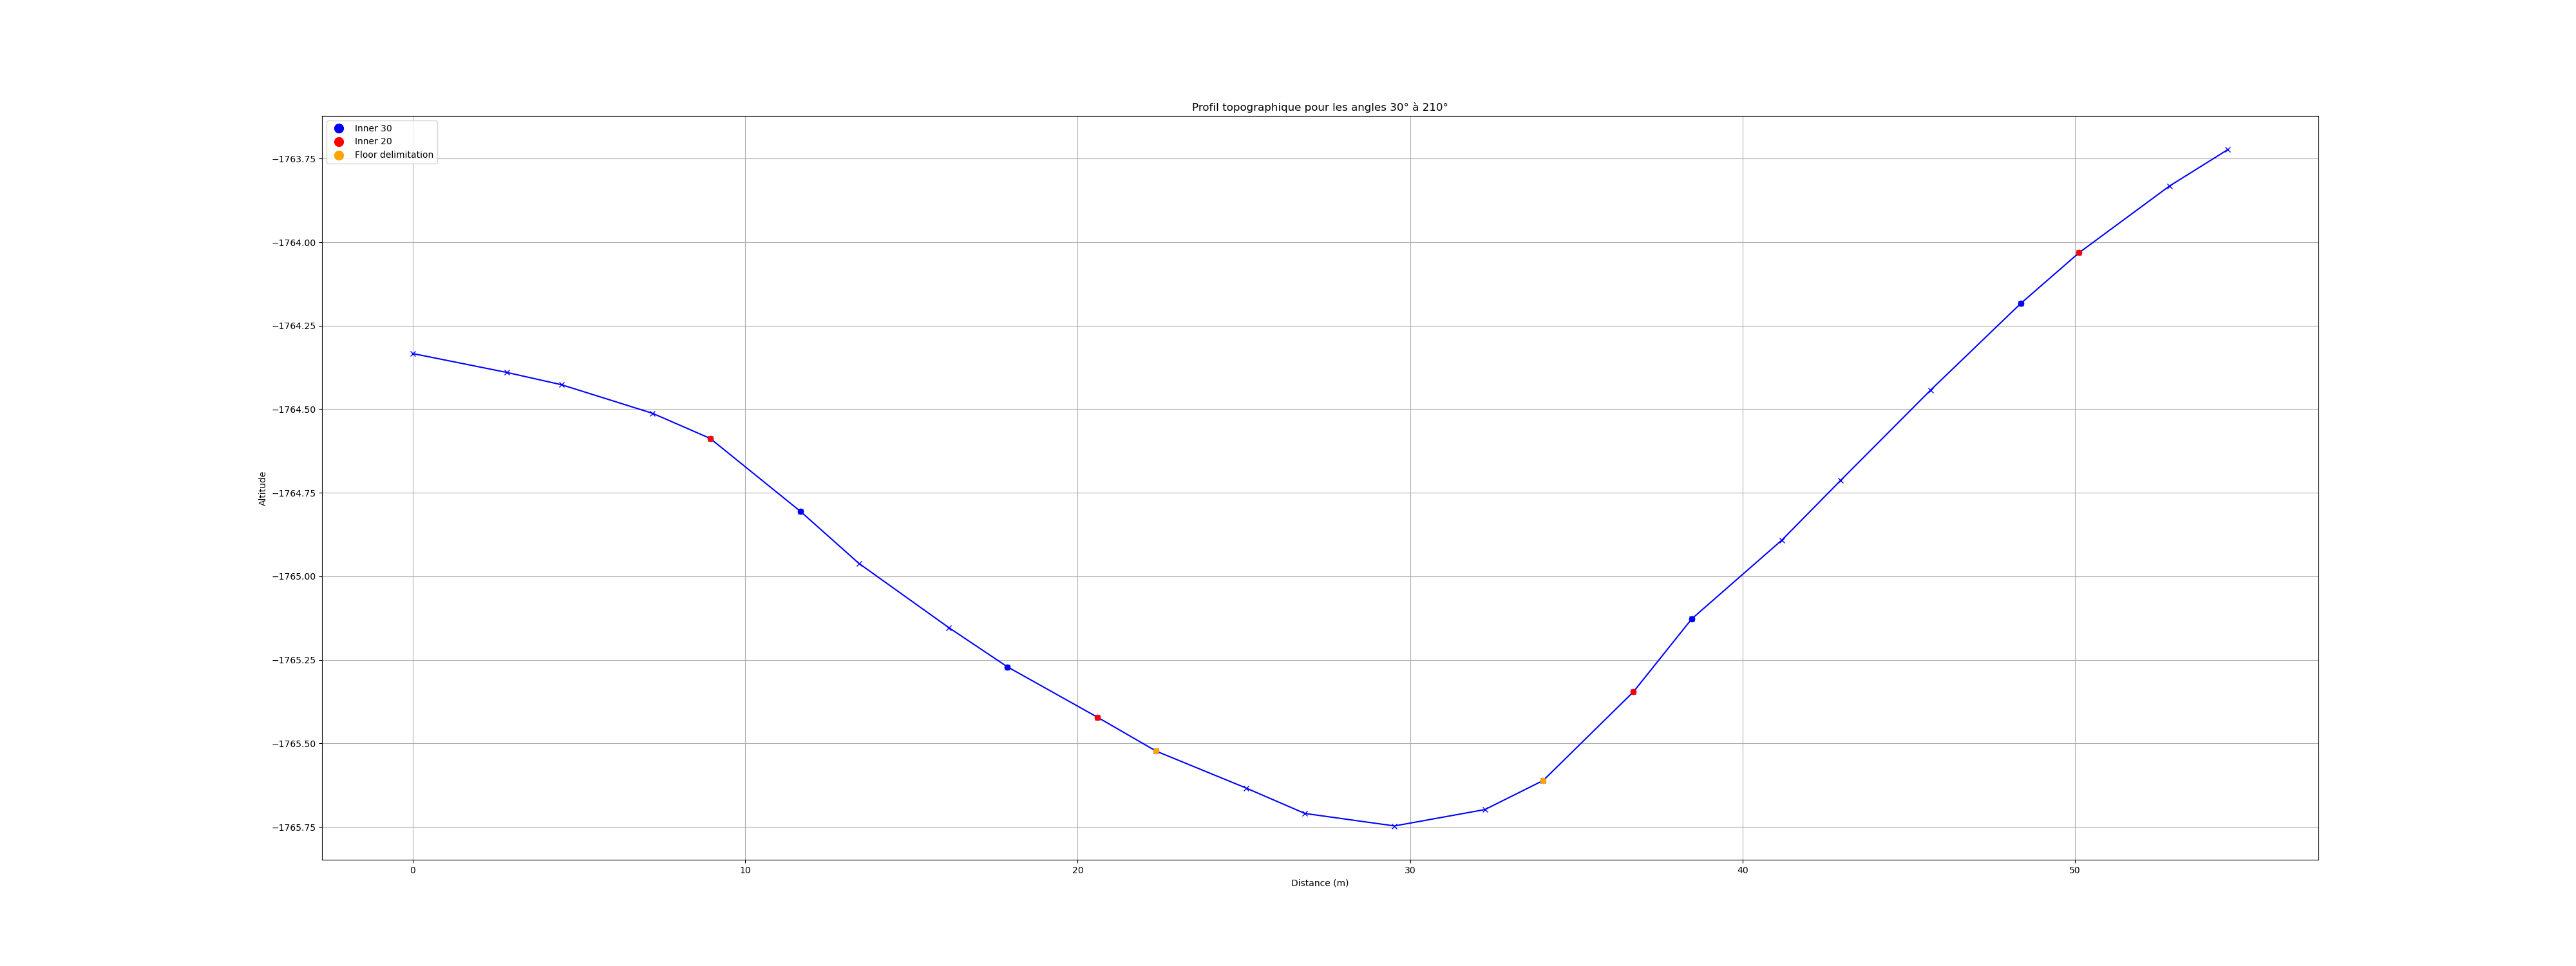 Profil topographique pour les angles 30° à 210°
Inner 30
Inner 20
Floor delimitation
−1763.75
−1764.00
−1764.25
−1764.50
−1764.75
−1765.00
−1765.25
−1765.50
−1765.75
Altitude
0 10 20 30 40 50
Distance (m)